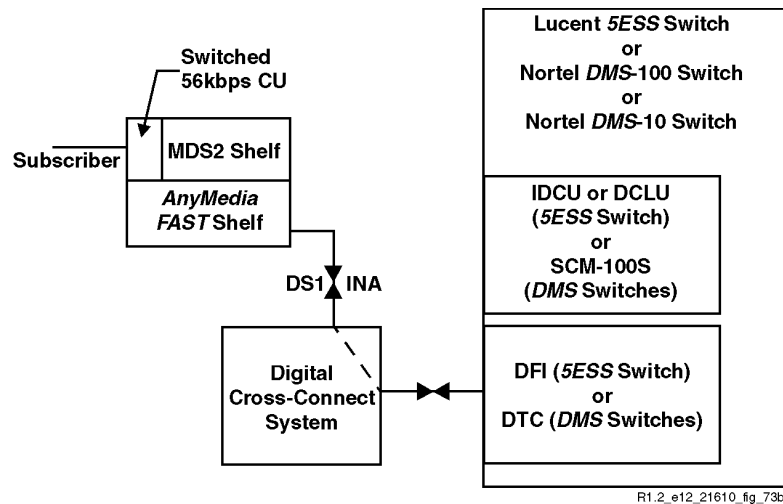 Switched
56kbps CU
Subscriber
MDS2 Shelf
AnyMedia
FAST Shelf
DS1
INA
Digital
Cross-Connect
System
Lucent 5ESS Switch
or
Nortel DMS-100 Switch
or
Nortel DMS-10 Switch
IDCU or DCLU
(5ESS Switch)
or
SCM-100S
(DMS Switches)
DFI (5ESS Switch)
or
DTC (DMS Switches)
R1.2_e12_21610_fig_73b